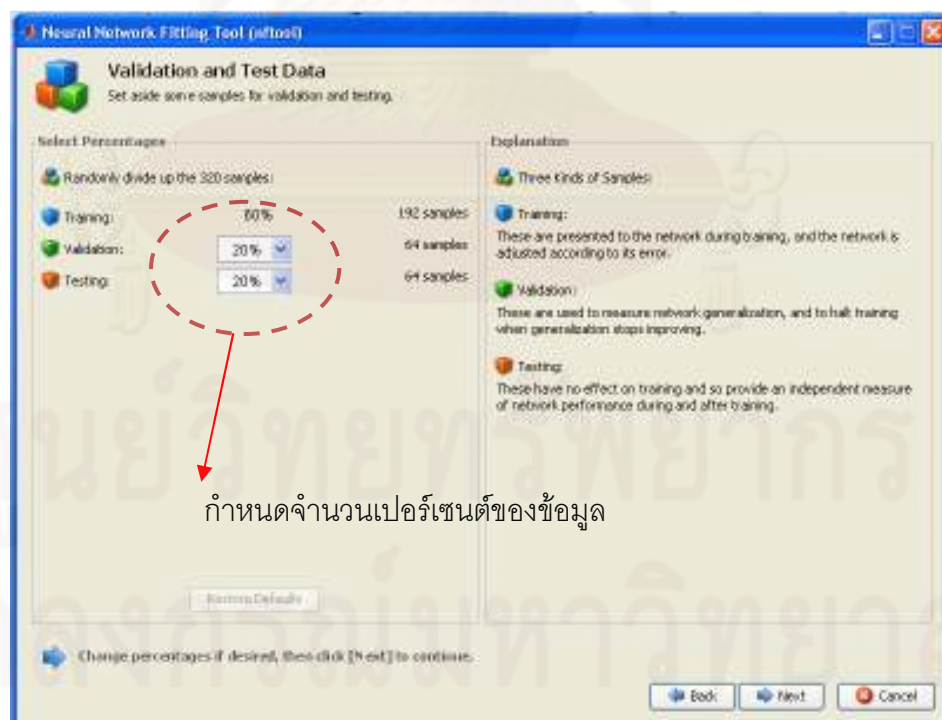 Neural Network Fitting Tool (nftool)
Validation and Test Data
Set aside some samples for validation and testing.
Select Percentages
Randomly divide up the 320 samples:
Training: 60% 192 samples
Validation: 20% 64 samples
Testing: 20% 64 samples
Explanation
Three Kinds of Samples:
Training:
These are presented to the network during training, and the network is
adjusted according to its error.
Validation:
These are used to measure network generalization, and to halt training
when generalization stops improving.
Testing:
These have no effect on training and so provide an independent measure
of network performance during and after training.
กำหนดจำนวนเปอร์เซนต์ของข้อมูล
Restore Defaults
Change percentages if desired, then click [Next] to continue.
Back Next Cancel